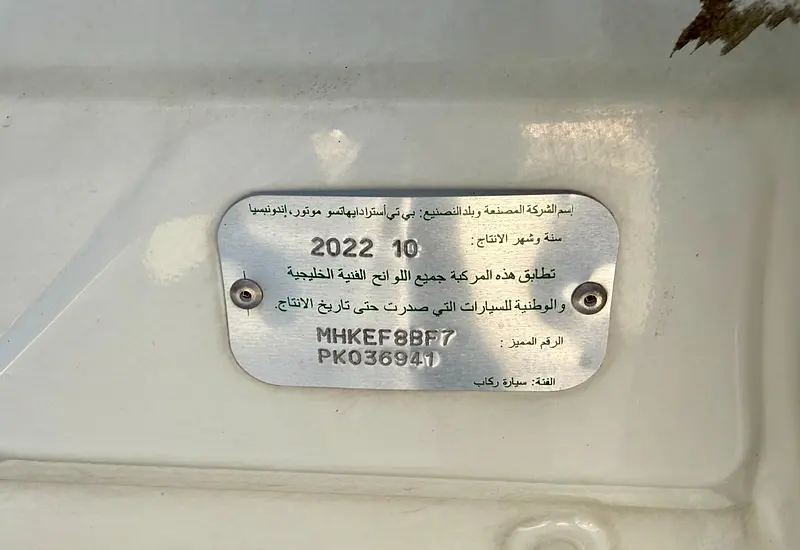 إسم الشركة المصنعة وبلد التصنيع: بي تي أسترا دايهاتسو موتور، إندونيسيا
سنة وشهر الانتاج: 2022 10
تطابق هذه المركبة جميع اللوائح الفنية الخليجية
والوطنية للسيارات التي صدرت حتى تاريخ الانتاج.
الرقم المميز: MHKEF8BF7
PK036941
الفئة: سيارة ركاب